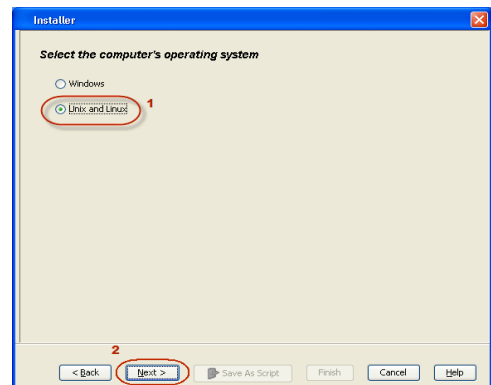 Installer
Select the computer's operating system
Windows
Unix and Linux
1
2
< Back
Next >
Save As Script
Finish
Cancel
Help